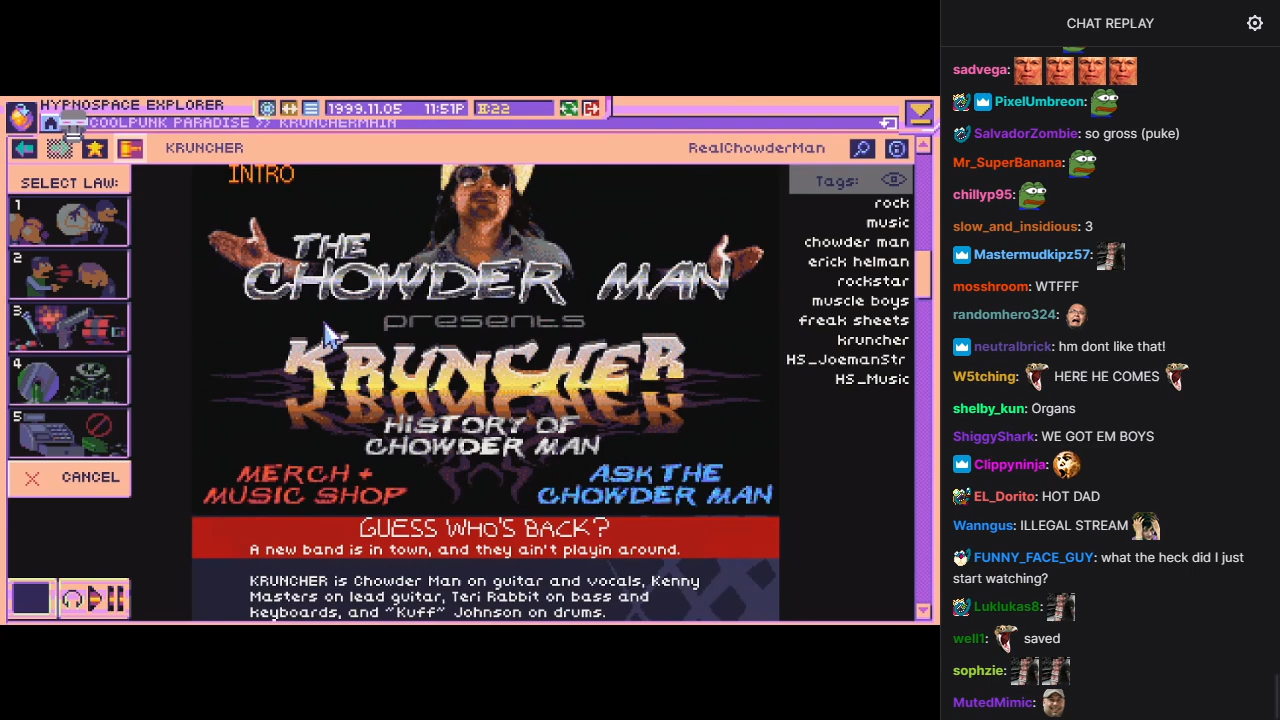 HYPNOSPACE EXPLORER
1999.11.05 11:51P
22
COOLPUNK PARADISE >> KRUNCHERMAIN
KRUNCHER
RealChowderMan
SELECT LAW:
1
2
3
4
5
CANCEL
INTRO
THE
CHOWDER MAN
presents
KRUNCHER
HISTORY OF
CHOWDER MAN
MERCH +
MUSIC SHOP
ASK THE
CHOWDER MAN
GUESS WHO'S BACK?
A new band is in town, and they ain't playin around.
KRUNCHER is Chowder Man on guitar and vocals, Kenny
Masters on lead guitar, Teri Rabbit on bass and
keyboards, and ~Kuff~ Johnson on drums.
Tags:
rock
music
chowder man
erick helman
rockstar
muscle boys
freak sheets
kruncher
HS_JoemanStr
HS_Music
CHAT REPLAY
sadvega:
PixelUmbreon:
SalvadorZombie: so gross (puke)
Mr_SuperBanana:
chillyp95:
slow_and_insidious: 3
Mastermudkipz57:
mosshroom: WTFFF
randomhero324:
neutralbrick: hm dont like that!
W5tching: HERE HE COMES
shelby_kun: Organs
ShiggyShark: WE GOT EM BOYS
Clippyninja:
EL_Dorito: HOT DAD
Wanngus: ILLEGAL STREAM
FUNNY_FACE_GUY: what the heck did I just
start watching?
Luklukas8:
well1: saved
sophzie:
MutedMimic: